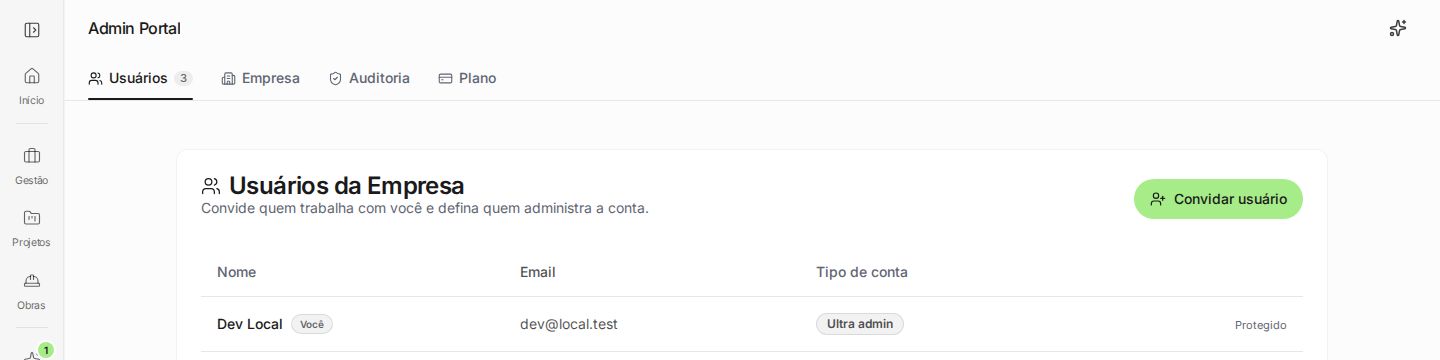 Admin Portal
Usuários 3 Empresa Auditoria Plano
Início
Gestão
Projetos
Obras
1
Usuários da Empresa
Convide quem trabalha com você e defina quem administra a conta.
Convidar usuário
Nome Email Tipo de conta
Dev Local Você dev@local.test Ultra admin Protegido